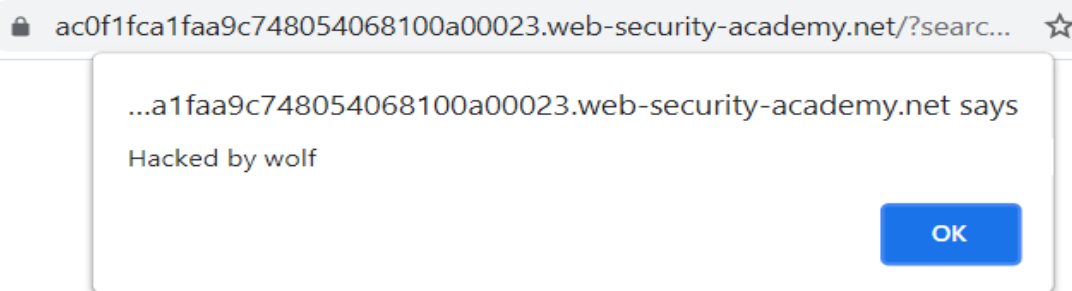 ac0f1fca1faa9c748054068100a00023.web-security-academy.net/?searc...
...a1faa9c748054068100a00023.web-security-academy.net says
Hacked by wolf
OK